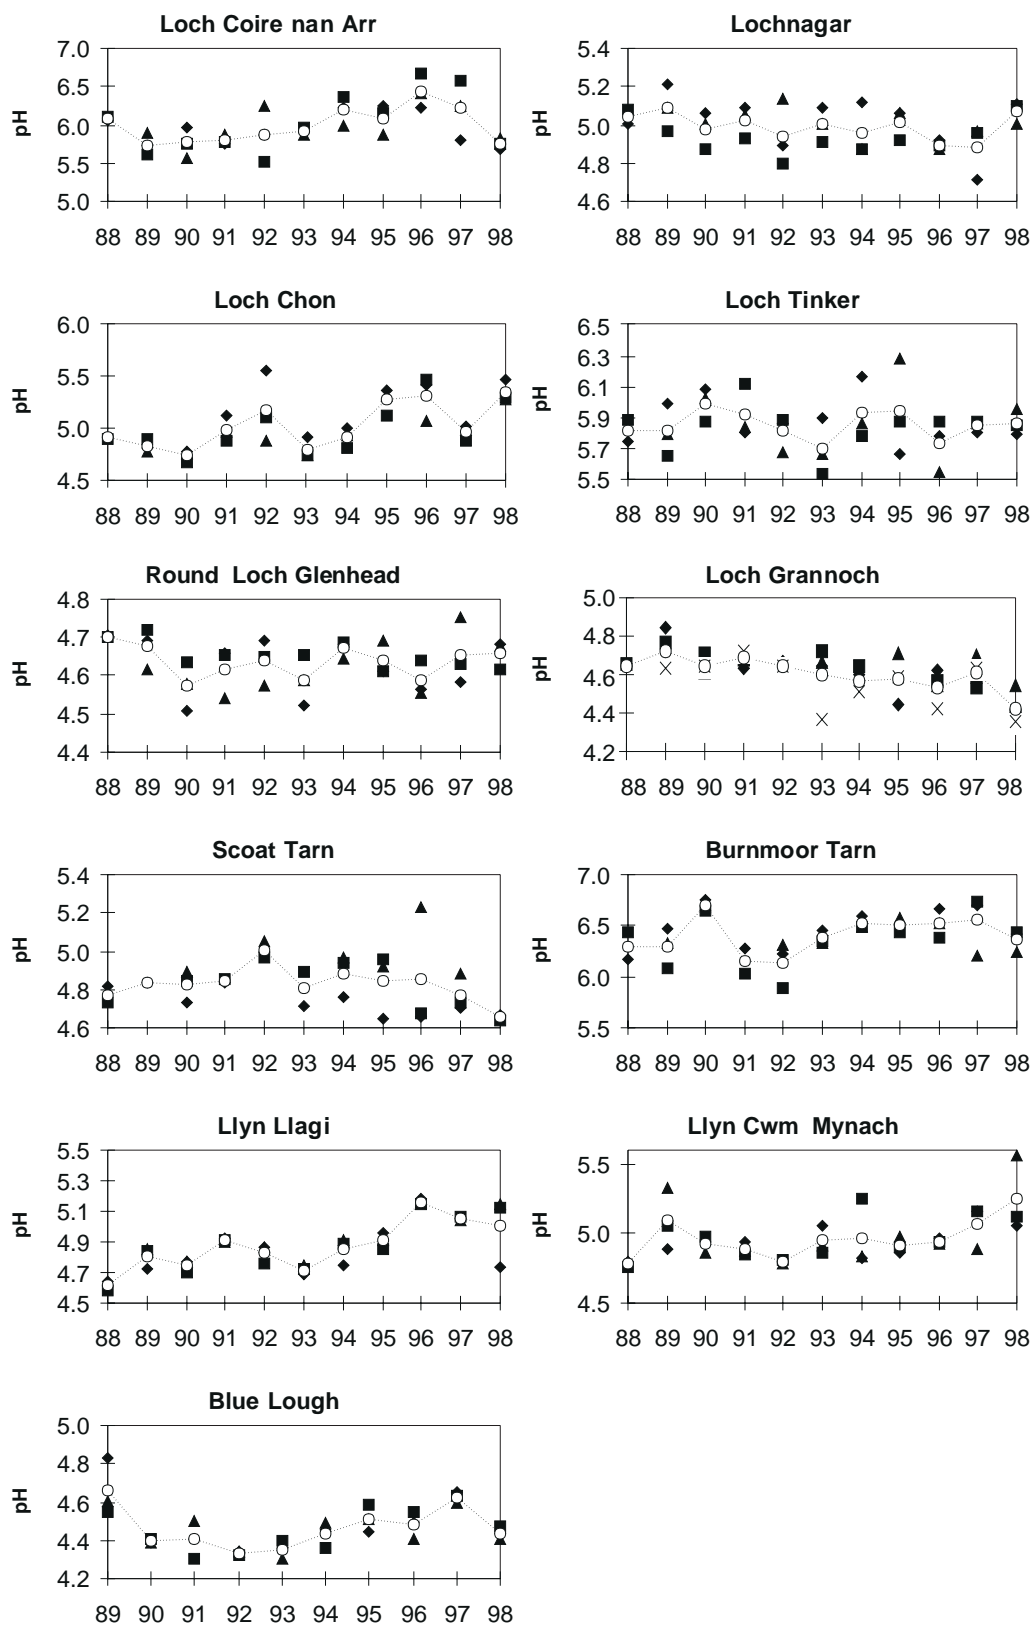 Loch Coire nan Arr
7.0
6.5
6.0
5.5
5.0
pH
88 89 90 91 92 93 94 95 96 97 98
Lochnagar
5.4
5.2
5.0
4.8
4.6
pH
88 89 90 91 92 93 94 95 96 97 98
Loch Chon
6.0
5.5
5.0
4.5
pH
88 89 90 91 92 93 94 95 96 97 98
Loch Tinker
6.5
6.3
6.1
5.9
5.7
5.5
pH
88 89 90 91 92 93 94 95 96 97 98
Round Loch Glenhead
4.8
4.7
4.6
4.5
4.4
pH
88 89 90 91 92 93 94 95 96 97 98
Loch Grannoch
5.0
4.8
4.6
4.4
4.2
pH
88 89 90 91 92 93 94 95 96 97 98
Scoat Tarn
5.4
5.2
5.0
4.8
4.6
pH
88 89 90 91 92 93 94 95 96 97 98
Burnmoor Tarn
7.0
6.5
6.0
5.5
pH
88 89 90 91 92 93 94 95 96 97 98
Llyn Llagi
5.5
5.3
5.1
4.9
4.7
4.5
pH
88 89 90 91 92 93 94 95 96 97 98
Llyn Cwm Mynach
5.5
5.0
4.5
pH
88 89 90 91 92 93 94 95 96 97 98
Blue Lough
5.0
4.8
4.6
4.4
4.2
pH
89 90 91 92 93 94 95 96 97 98